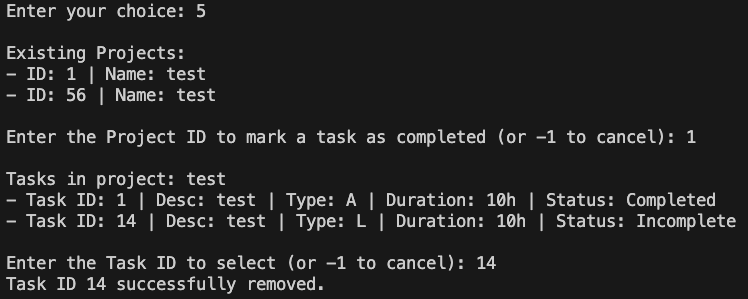 Enter your choice: 5
Existing Projects:
- ID: 1 | Name: test
- ID: 56 | Name: test
Enter the Project ID to mark a task as completed (or -1 to cancel): 1
Tasks in project: test
- Task ID: 1 | Desc: test | Type: A | Duration: 10h | Status: Completed
- Task ID: 14 | Desc: test | Type: L | Duration: 10h | Status: Incomplete
Enter the Task ID to select (or -1 to cancel): 14
Task ID 14 successfully removed.